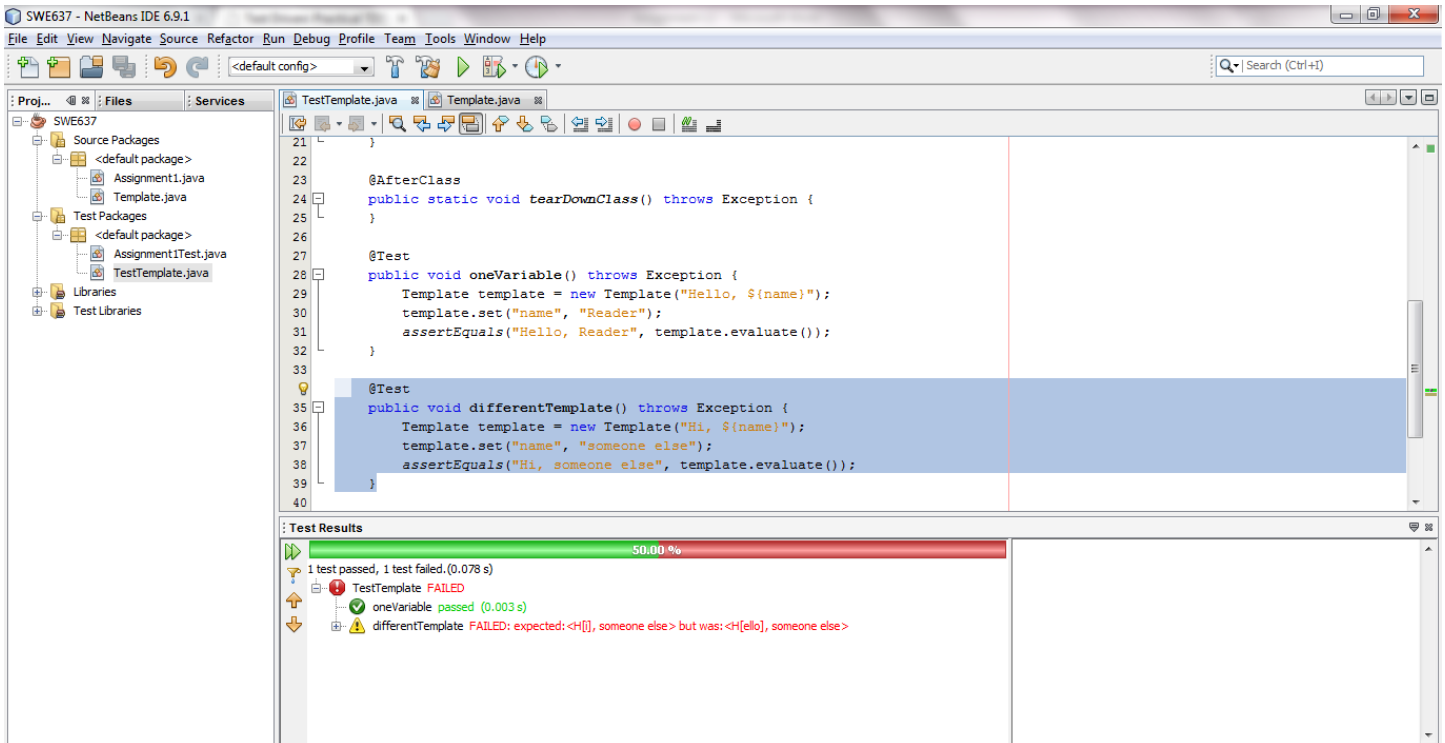 SWE637 - NetBeans IDE 6.9.1
File Edit View Navigate Source Refactor Run Debug Profile Team Tools Window Help
<default config>
Search (Ctrl+I)
Proj... Files Services
SWE637
Source Packages
<default package>
Assignment1.java
Template.java
Test Packages
<default package>
Assignment1Test.java
TestTemplate.java
Libraries
Test Libraries
TestTemplate.java Template.java
21 }
22
23 @AfterClass
24 public static void tearDownClass() throws Exception {
25 }
26
27 @Test
28 public void oneVariable() throws Exception {
29 Template template = new Template("Hello, ${name}");
30 template.set("name", "Reader");
31 assertEquals("Hello, Reader", template.evaluate());
32 }
33
@Test
35 public void differentTemplate() throws Exception {
36 Template template = new Template("Hi, ${name}");
37 template.set("name", "someone else");
38 assertEquals("Hi, someone else", template.evaluate());
39 }
40
Test Results
50.00 %
1 test passed, 1 test failed.(0.078 s)
TestTemplate FAILED
oneVariable passed (0.003 s)
differentTemplate FAILED: expected:<H[i], someone else> but was:<H[ello], someone else>